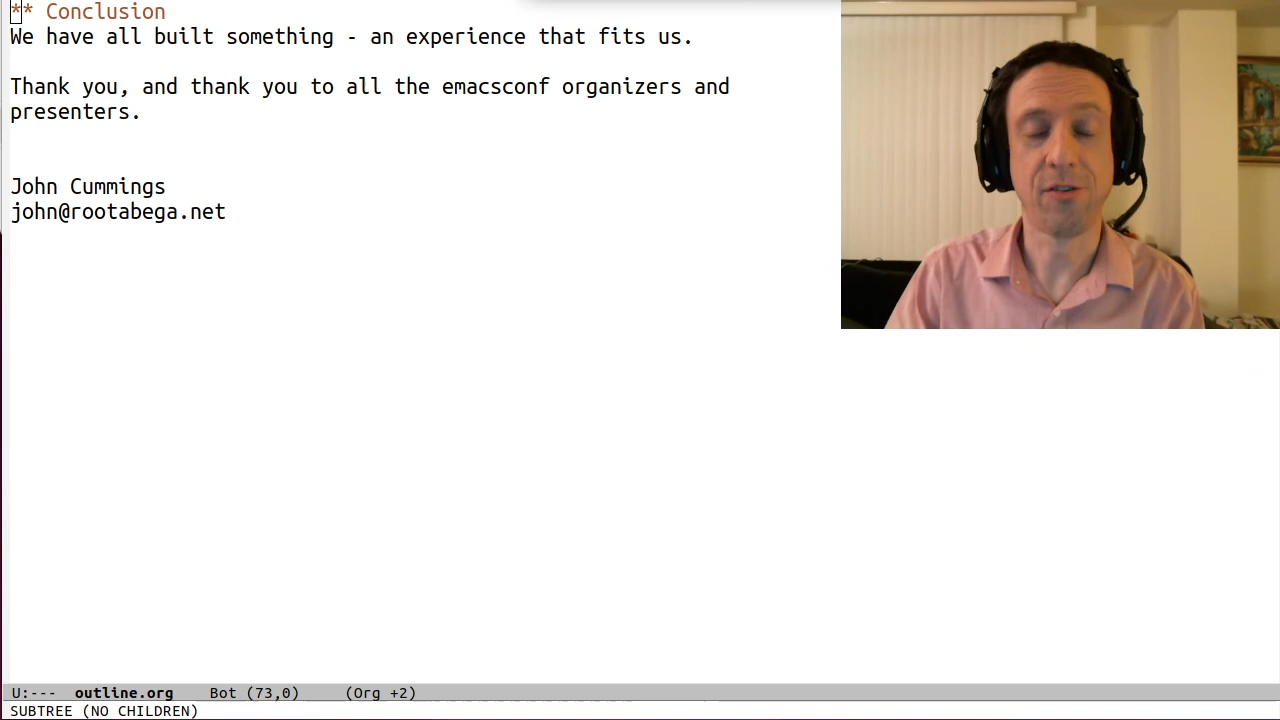 ** Conclusion
We have all built something - an experience that fits us.
Thank you, and thank you to all the emacsconf organizers and
presenters.
John Cummings
john@rootabega.net
U:--- outline.org Bot (73,0) (Org +2)
SUBTREE (NO CHILDREN)